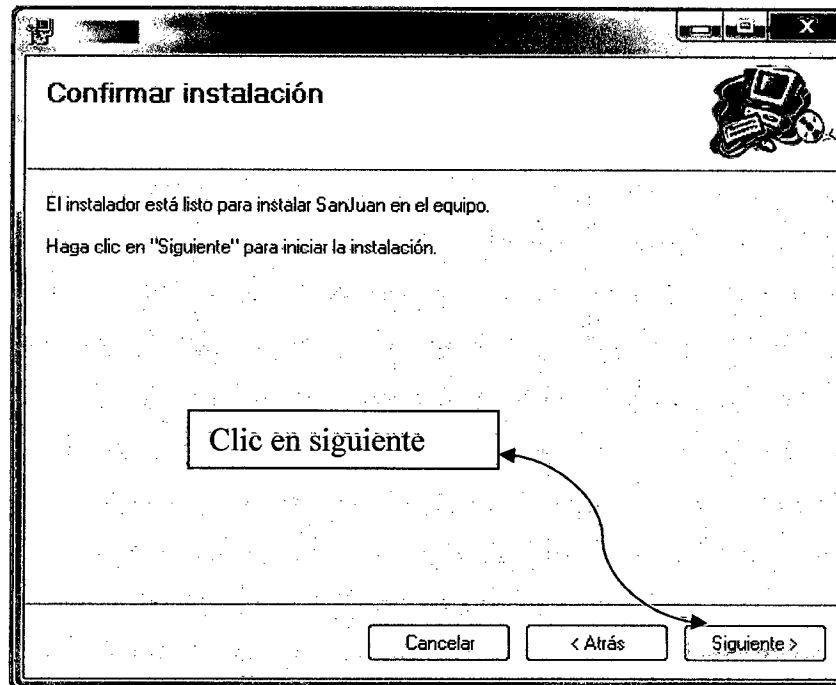 Confirmar instalación
El instalador está listo para instalar SanJuan en el equipo.
Haga clic en "Siguiente" para iniciar la instalación.
Clic en siguiente
Cancelar
< Atrás
Siguiente >